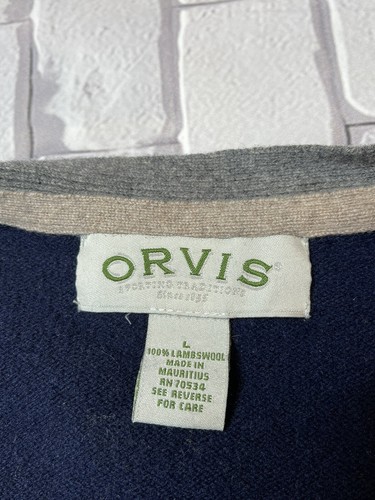 ORVIS®
SPORTING TRADITIONS
Since 1856
L
100% LAMBSWOOL
MADE IN
MAURITIUS
RN 70534
SEE REVERSE
FOR CARE